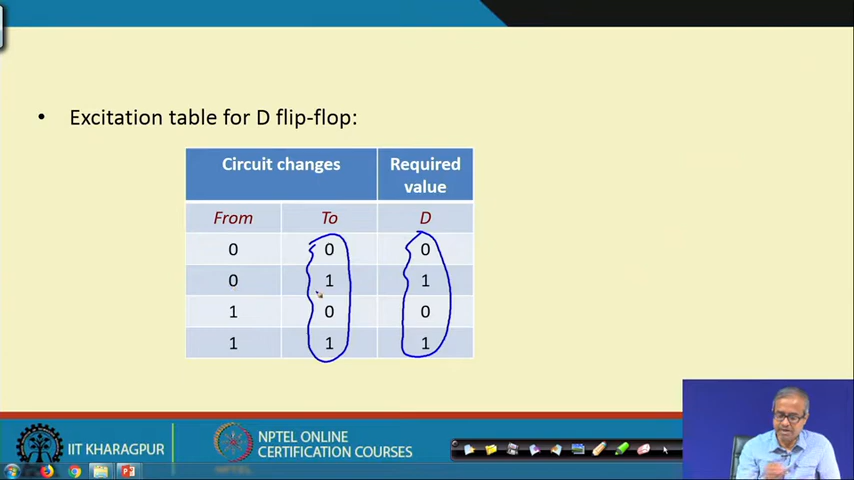 • Excitation table for D flip-flop:
Circuit changes Required value
From To D
0 0 0
0 1 1
1 0 0
1 1 1
IIT KHARAGPUR
NPTEL
NPTEL ONLINE
CERTIFICATION COURSES